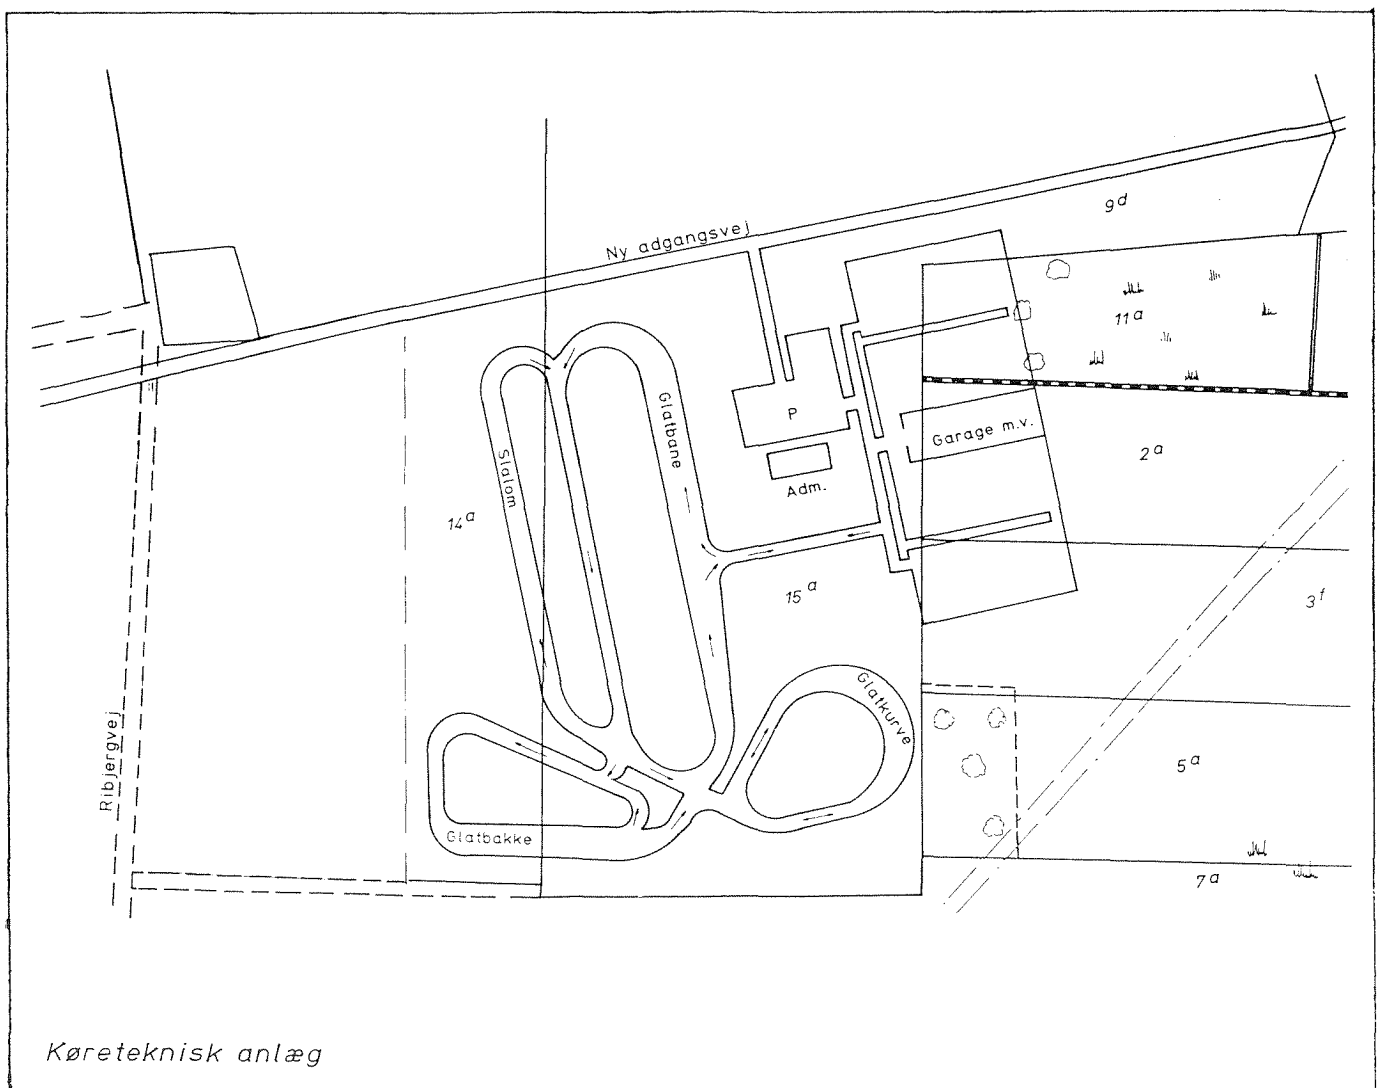 Ny adgangsvej
9d
11a
Glatbane
P
Garage m.v.
Slalom
2a
Adm.
14a
15a
3f
Glatkurve
Ribjergvej
5a
Glatbakke
7a
Køreteknisk anlæg